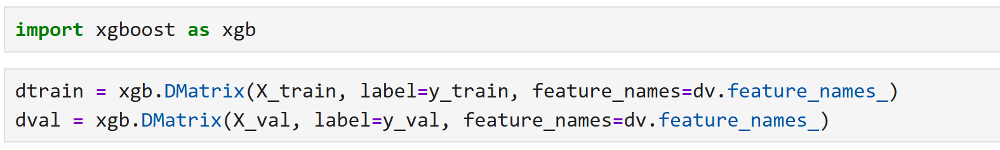 import xgboost as xgb
dtrain = xgb.DMatrix(X_train, label=y_train, feature_names=dv.feature_names_)
dval = xgb.DMatrix(X_val, label=y_val, feature_names=dv.feature_names_)